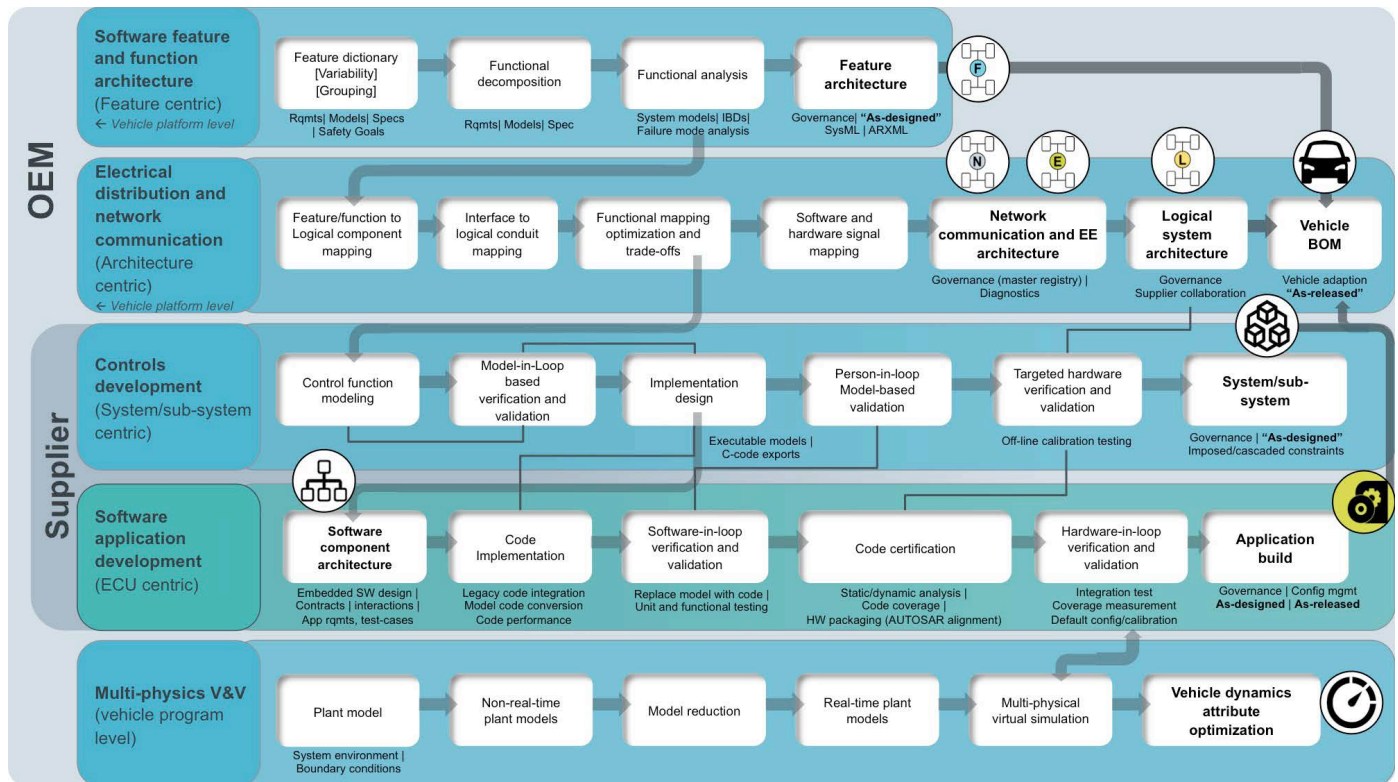 OEM
Supplier
Software feature
and function
architecture
(Feature centric)
← Vehicle platform level
Feature dictionary
[Variability]
[Grouping]
Rqmts| Models| Specs
| Safety Goals
Functional
decomposition
Rqmts| Models| Spec
Functional analysis
System models| IBDs|
Failure mode analysis
Feature
architecture
Governance| “As-designed”
SysML | ARXML
F
Electrical
distribution and
network
communication
(Architecture
centric)
← Vehicle platform level
Feature/function to
Logical component
mapping
Interface to
logical conduit
mapping
Functional mapping
optimization and
trade-offs
Software and
hardware signal
mapping
N
E
Network
communication and EE
architecture
Governance (master registry) |
Diagnostics
L
Logical
system
architecture
Governance
Supplier collaboration
Vehicle
BOM
Vehicle adaption
“As-released”
Controls
development
(System/sub-system
centric)
Control function
modeling
Model-in-Loop
based
verification and
validation
Implementation
design
Executable models |
C-code exports
Person-in-loop
Model-based
validation
Targeted hardware
verification and
validation
Off-line calibration testing
System/sub-
system
Governance | “As-designed”
Imposed/cascaded constraints
Software
application
development
(ECU centric)
Software
component
architecture
Embedded SW design |
Contracts | interactions |
App rqmts, test-cases
Code
Implementation
Legacy code integration
Model code conversion
Code performance
Software-in-loop
verification and
validation
Replace model with code |
Unit and functional testing
Code certification
Static/dynamic analysis |
Code coverage |
HW packaging (AUTOSAR alignment)
Hardware-in-loop
verification and
validation
Integration test
Coverage measurement
Default config/calibration
Application
build
Governance | Config mgmt
As-designed | As-released
Multi-physics V&V
(vehicle program
level)
Plant model
System environment |
Boundary conditions
Non-real-time
plant models
Model reduction
Real-time plant
models
Multi-physical
virtual simulation
Vehicle dynamics
attribute
optimization